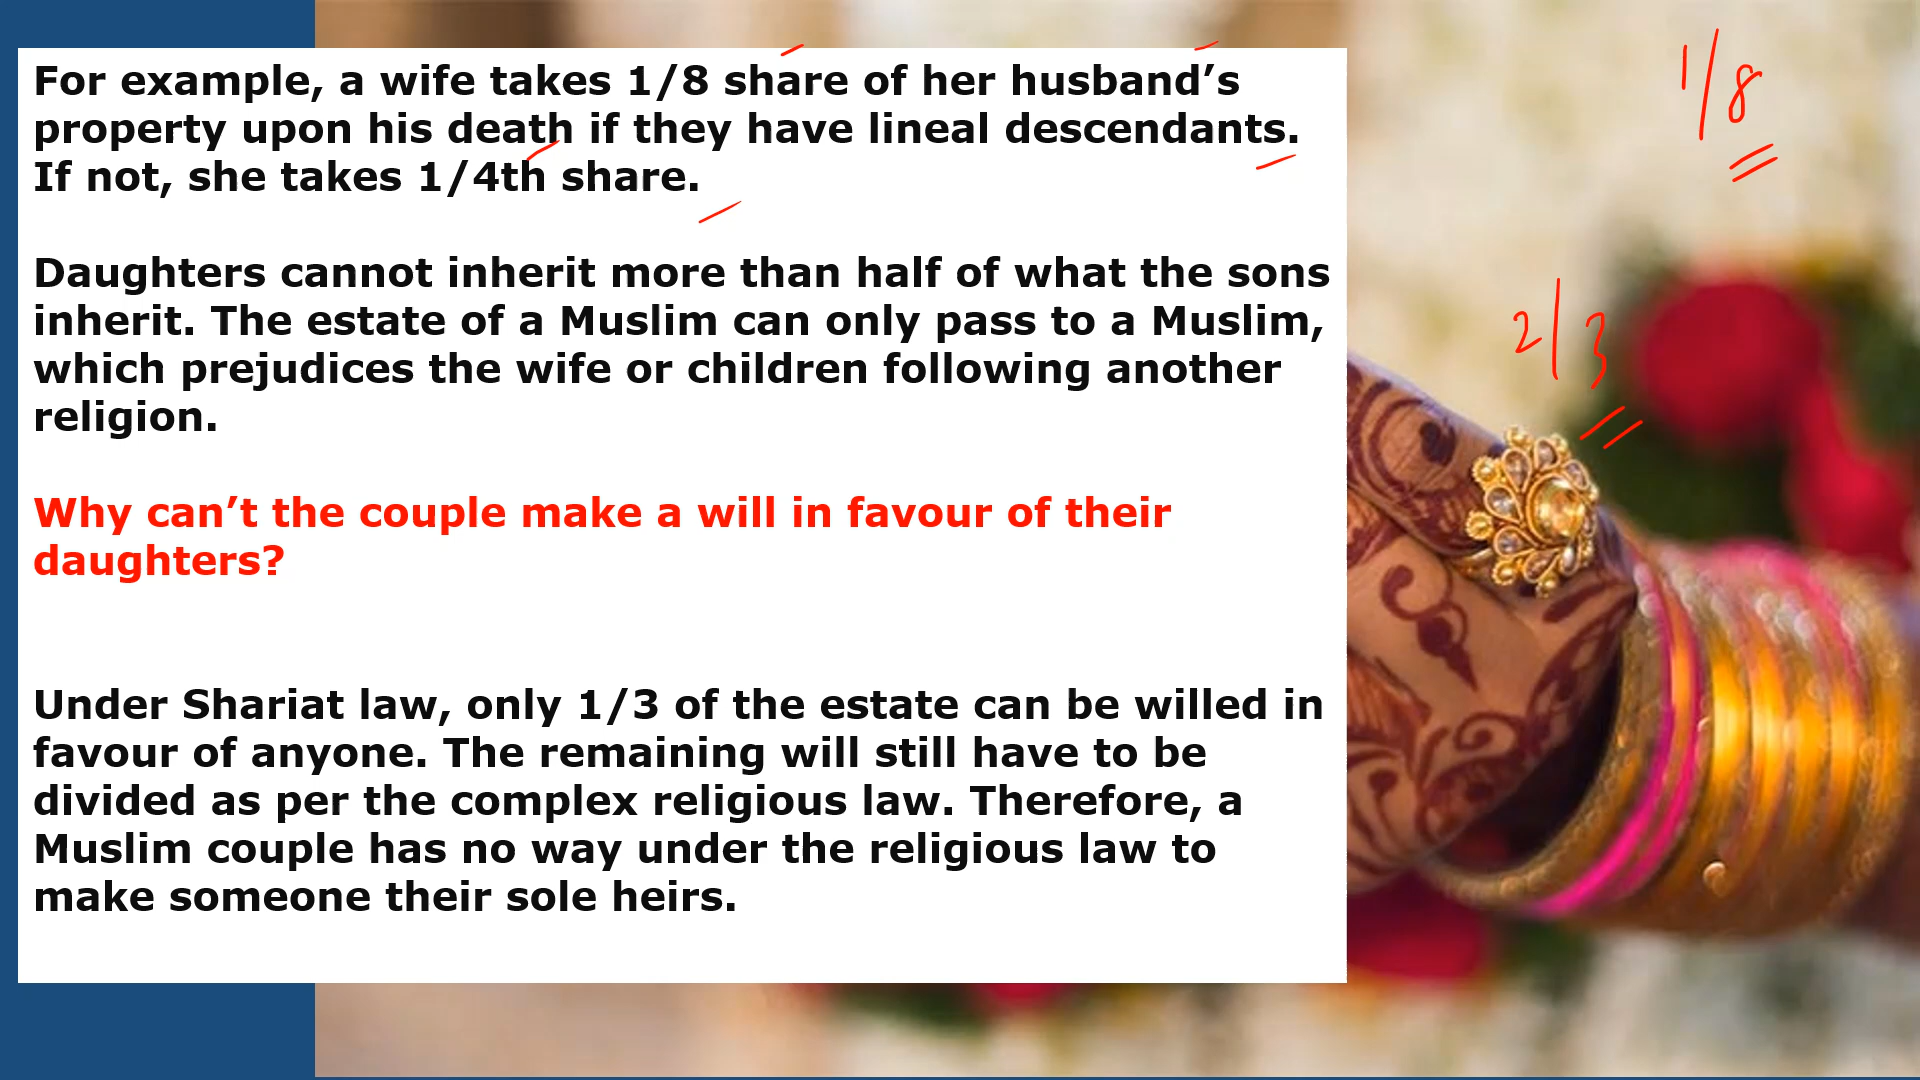 For example, a wife takes 1/8 share of her husband’s
property upon his death if they have lineal descendants.
If not, she takes 1/4th share.
Daughters cannot inherit more than half of what the sons
inherit. The estate of a Muslim can only pass to a Muslim,
which prejudices the wife or children following another
religion.
Why can’t the couple make a will in favour of their
daughters?
Under Shariat law, only 1/3 of the estate can be willed in
favour of anyone. The remaining will still have to be
divided as per the complex religious law. Therefore, a
Muslim couple has no way under the religious law to
make someone their sole heirs.
1/8
2/3